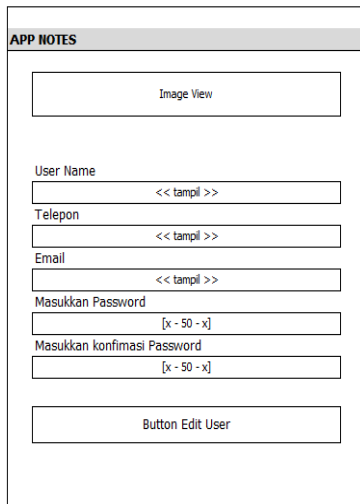 APP NOTES
Image View
User Name
<< tampil >>
Telepon
<< tampil >>
Email
<< tampil >>
Masukkan Password
[x - 50 - x]
Masukkan konfimasi Password
[x - 50 - x]
Button Edit User